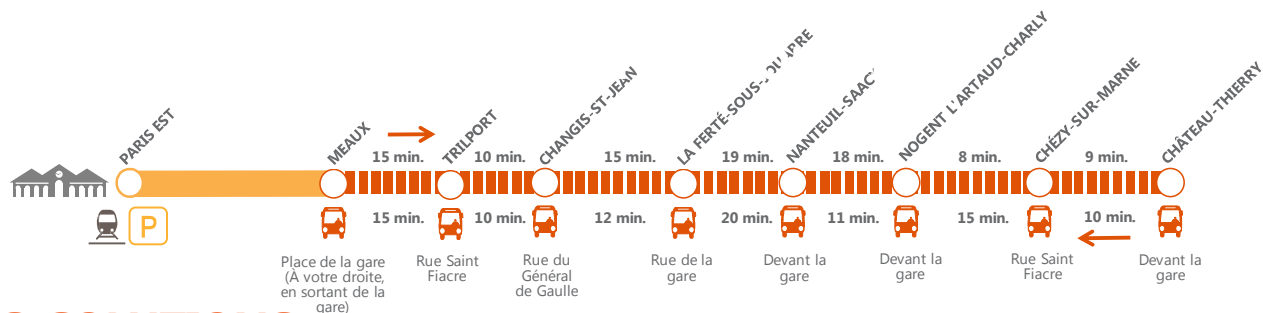 PARIS EST
MEAUX
TRILPORT
CHANGIS-ST-JEAN
LA FERTÉ-SOUS-
NANTEUIL-SAAC
NOGENT L'ARTAUD-CHARLY
CHÉZY-SUR-MARNE
CHÂTEAU-THIERRY
15 min. 10 min. 15 min. 19 min. 18 min. 8 min. 9 min.
P
15 min. 10 min. 12 min. 20 min. 11 min. 15 min. 10 min.
Place de la gare
(À votre droite,
en sortant de la
gare)
Rue Saint
Fiacre
Rue du
Général
de Gaulle
Rue de la
gare
Devant la
gare
Devant la
gare
Rue Saint
Fiacre
Devant la
gare